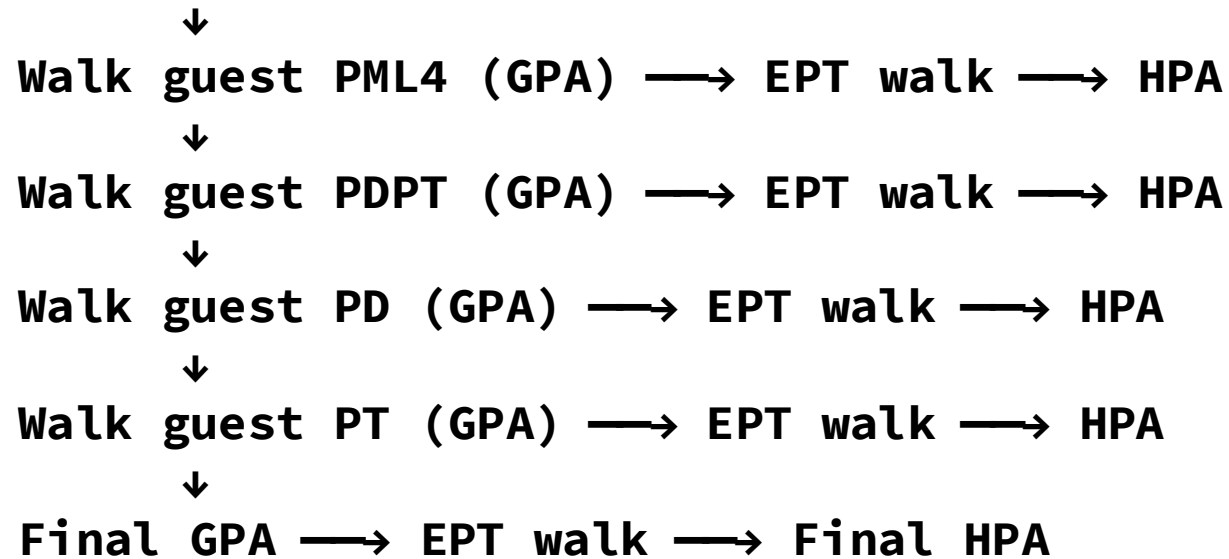 ↓
Walk guest PML4 (GPA) ──→ EPT walk ──→ HPA
↓
Walk guest PDPT (GPA) ──→ EPT walk ──→ HPA
↓
Walk guest PD (GPA) ──→ EPT walk ──→ HPA
↓
Walk guest PT (GPA) ──→ EPT walk ──→ HPA
↓
Final GPA ──→ EPT walk ──→ Final HPA